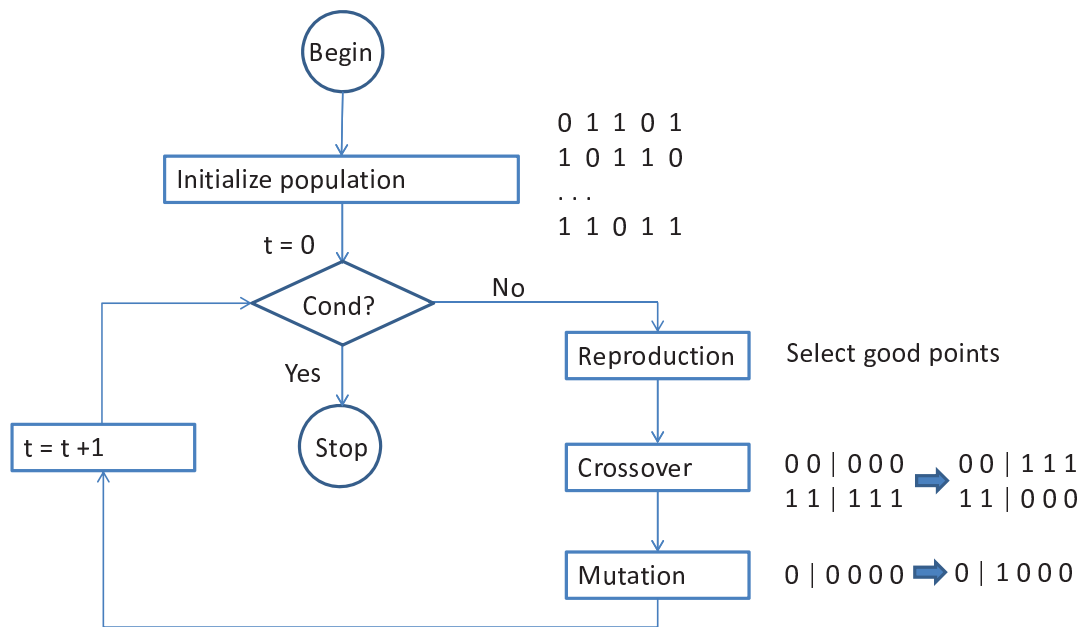 Begin
0 1 1 0 1
1 0 1 1 0
. . .
1 1 0 1 1
Initialize population
t = 0
Cond?
No
Yes
Reproduction
Select good points
t = t +1
Stop
Crossover
0 0 | 0 0 0
0 0 | 1 1 1
1 1 | 1 1 1
1 1 | 0 0 0
Mutation
0 | 0 0 0 0
0 | 1 0 0 0